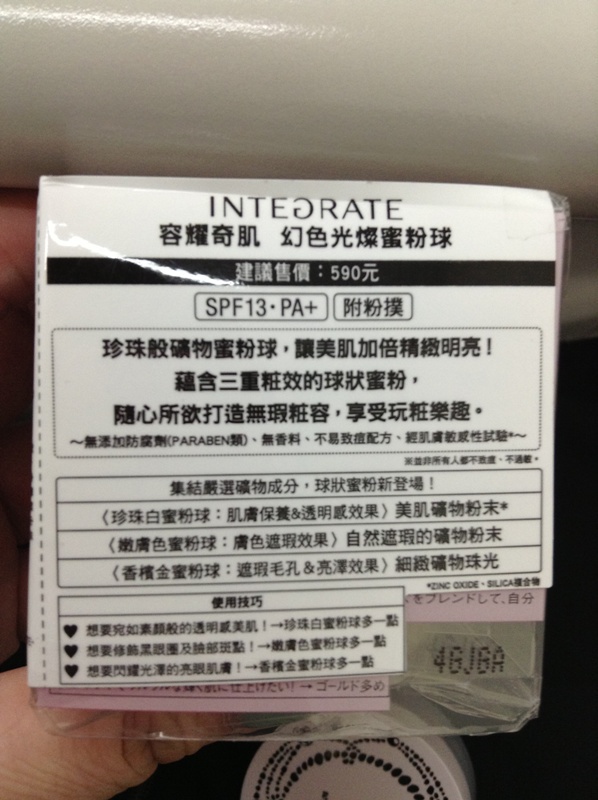 INTEGRATE
容耀奇肌 幻色光燦蜜粉球
建議售價：590元
SPF13・PA+ 附粉撲
珍珠般礦物蜜粉球，讓美肌加倍精緻明亮！
蘊含三重粧效的球狀蜜粉，
隨心所欲打造無瑕粧容，享受玩粧樂趣。
～無添加防腐劑(PARABEN類)、無香料、不易致痘配方、經肌膚敏感性試驗*～
※並非所有人都不致痘、不過敏。
集結嚴選礦物成分，球狀蜜粉新登場！
〈珍珠白蜜粉球：肌膚保養&透明感效果〉美肌礦物粉末*
〈嫩膚色蜜粉球：膚色遮瑕效果〉自然遮瑕的礦物粉末
〈香檳金蜜粉球：遮瑕毛孔＆亮澤效果〉細緻礦物珠光
*ZINC OXIDE、SILICA複合物
をブレンドして、自分
使用技巧
♥ 想要宛如素顏般的透明感美肌！→珍珠白蜜粉球多一點
♥ 想要修飾黑眼圈及臉部斑點！→嫩膚色蜜粉球多一點
♥ 想要閃耀光澤的亮眼肌膚！→香檳金蜜粉球多一點
4GJGA
肌に仕上げたい！→ ゴールド多め